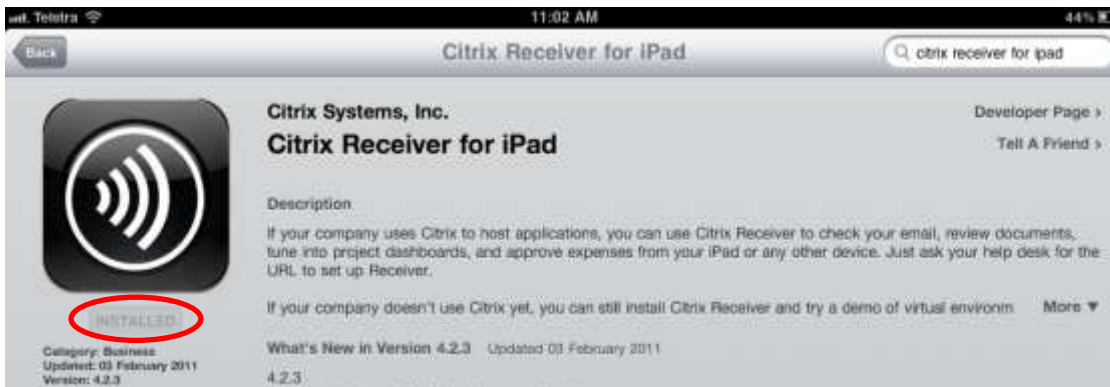 Telstra 11:02 AM 44%
Back Citrix Receiver for iPad citrix receiver for ipad
Citrix Systems, Inc. Developer Page ›
Citrix Receiver for iPad Tell A Friend ›
Description
If your company uses Citrix to host applications, you can use Citrix Receiver to check your email, review documents,
tune into project dashboards, and approve expenses from your iPad or any other device. Just ask your help desk for the
URL to set up Receiver.
If your company doesn't use Citrix yet, you can still install Citrix Receiver and try a demo of virtual environm More ▼
INSTALLED
Category: Business
Updated: 03 February 2011
Version: 4.2.3
What's New in Version 4.2.3 Updated 03 February 2011
4.2.3